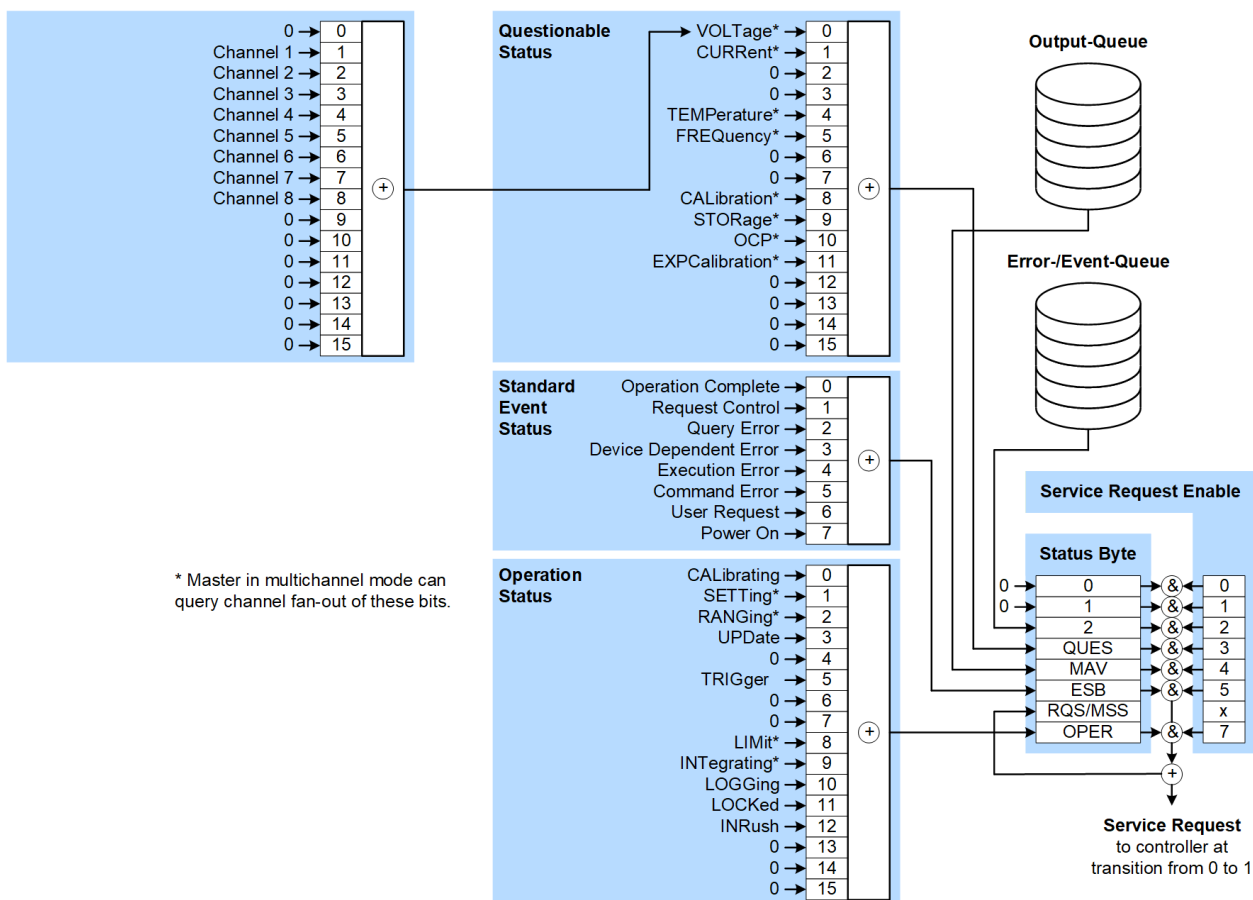 0 0
Channel 1 1
Channel 2 2
Channel 3 3
Channel 4 4
Channel 5 5
Channel 6 6
Channel 7 7
Channel 8 8
0 9
0 10
0 11
0 12
0 13
0 14
0 15
+
Questionable
Status
VOLTage* 0
CURRent* 1
0 2
0 3
TEMPerature* 4
FREQuency* 5
0 6
0 7
CALibration* 8
STORage* 9
OCP* 10
EXPCalibration* 11
0 12
0 13
0 14
0 15
+
Standard
Event
Status
Operation Complete 0
Request Control 1
Query Error 2
Device Dependent Error 3
Execution Error 4
Command Error 5
User Request 6
Power On 7
+
* Master in multichannel mode can
query channel fan-out of these bits.
Operation
Status
CALibrating 0
SETTing* 1
RANGing* 2
UPDate 3
0 4
TRIGger 5
0 6
0 7
LIMit* 8
INTegrating* 9
LOGGing 10
LOCKed 11
INRush 12
0 13
0 14
0 15
+
Output-Queue
Error-/Event-Queue
Service Request Enable
Status Byte
0 0 & 0
0 1 & 1
2 & 2
QUES & 3
MAV & 4
ESB & 5
RQS/MSS x
OPER & 7
+
Service Request
to controller at
transition from 0 to 1